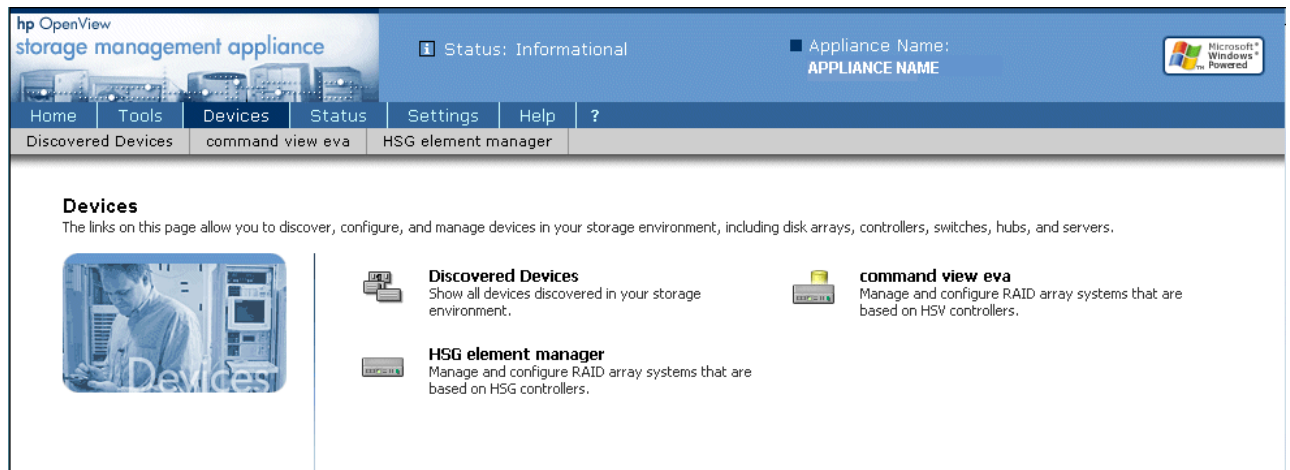 hp OpenView
storage management appliance
i Status: Informational
Appliance Name:
APPLIANCE NAME
Microsoft®
Windows®
TM Powered
Home Tools Devices Status Settings Help ?
Discovered Devices command view eva HSG element manager
Devices
The links on this page allow you to discover, configure, and manage devices in your storage environment, including disk arrays, controllers, switches, hubs, and servers.
Devices
Discovered Devices
Show all devices discovered in your storage
environment.
HSG element manager
Manage and configure RAID array systems that are
based on HSG controllers.
command view eva
Manage and configure RAID array systems that are
based on HSV controllers.